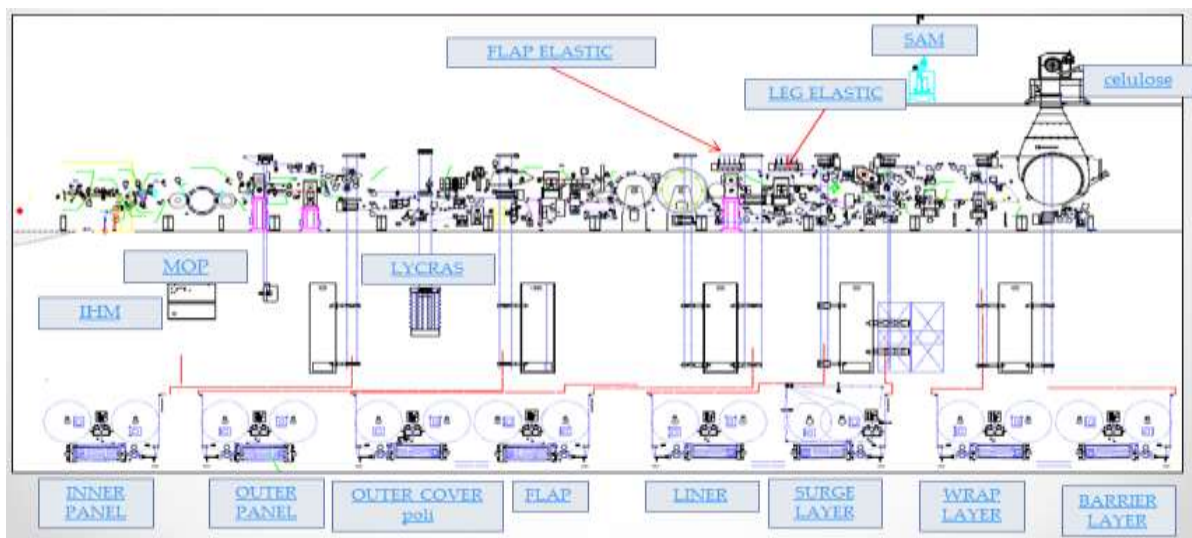 SAM
FLAP ELASTIC
celulose
LEG ELASTIC
MOP
LYCRAS
IHM
INNER
PANEL
OUTER
PANEL
OUTER COVER
poli
FLAP
LINER
SURGE
LAYER
WRAP
LAYER
BARRIER
LAYER